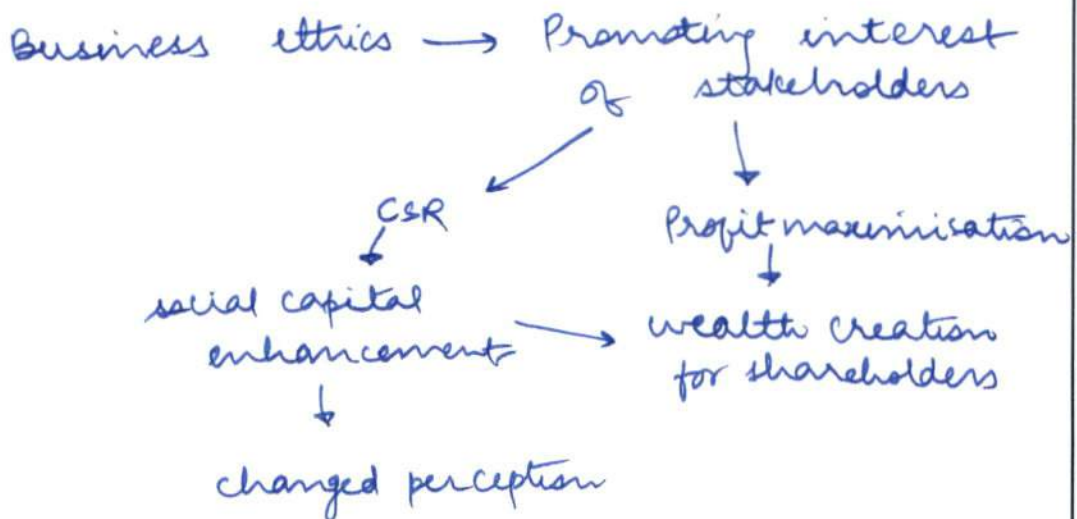 Business ethics → Promoting interest
of stakeholders
CSR
Profit maximisation
social capital
enhancement
wealth creation
for shareholders
changed perception